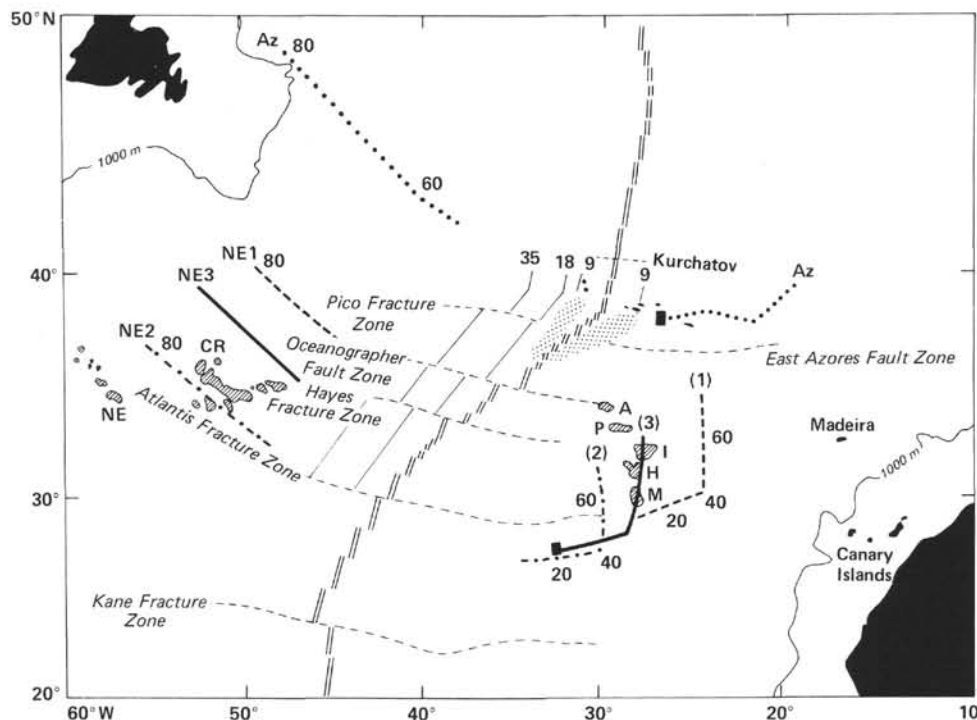 50°N
Az
80
1000 m
60
40°
NE1
80
NE3
35
18
9
Kurchatov
9
Az
Pico Fracture
Zone
NE2
80
CR
Oceanographer
Fault Zone
East Azores Fault Zone
Hayes
Fracture Zone
NE
Atlantis Fracture Zone
A
P
(3)
(1)
60
Madeira
1000 m
I
(2)
H
60
M
30°
40
20
20
40
Canary
Islands
Kane Fracture
Zone
20°
60°W
50°
40°
30°
20°
10